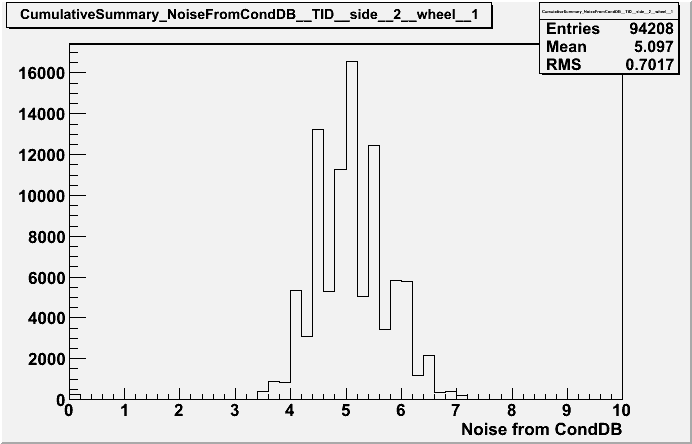 CumulativeSummary_NoiseFromCondDB__TID__side__2__wheel__1
CumulativeSummary_NoiseFromCondDB__TID__side__2__wheel__1
Entries 94208
Mean 5.097
RMS 0.7017
16000
14000
12000
10000
8000
6000
4000
2000
0
0 1 2 3 4 5 6 7 8 9 10
Noise from CondDB